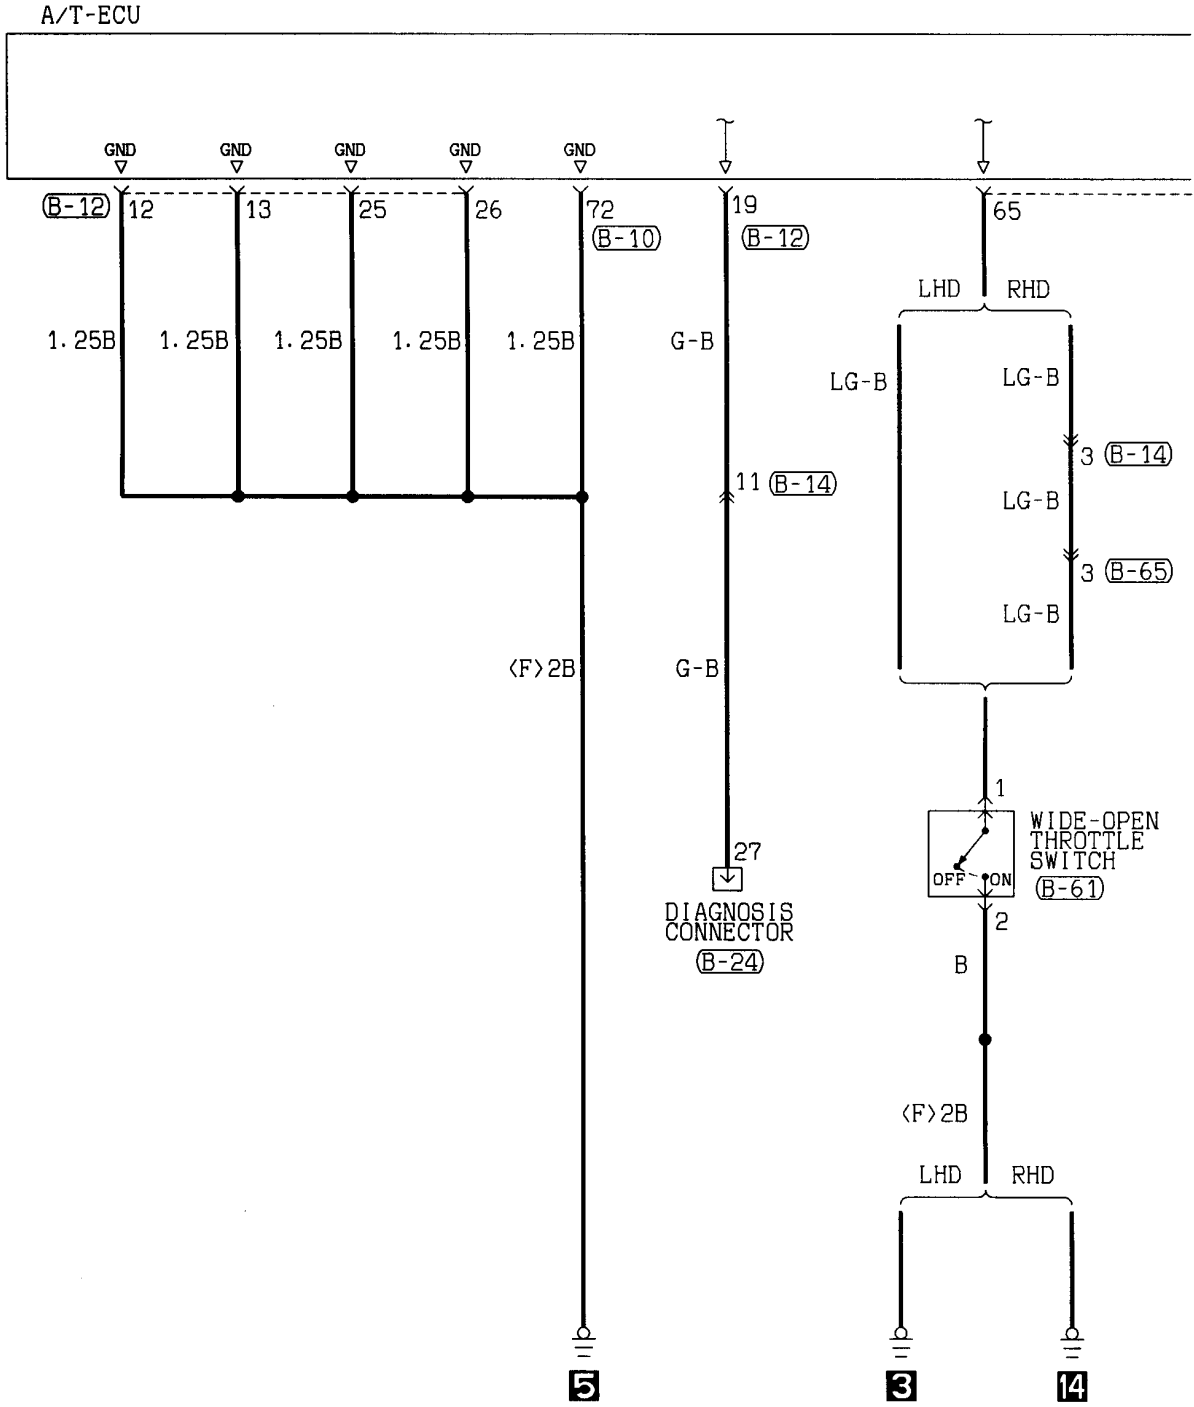 A/T-ECU
GND GND GND GND GND
(B-12) 12 13 25 26 72 19 65
(B-10) (B-12)
LHD RHD
1.25B 1.25B 1.25B 1.25B 1.25B G-B
LG-B LG-B
3 (B-14)
11 (B-14)
LG-B
3 (B-65)
LG-B
<F>2B G-B
1
WIDE-OPEN
THROTTLE
SWITCH
(B-61)
OFF ON
27
DIAGNOSIS
CONNECTOR
(B-24)
2
B
<F>2B
LHD RHD
5 3 14